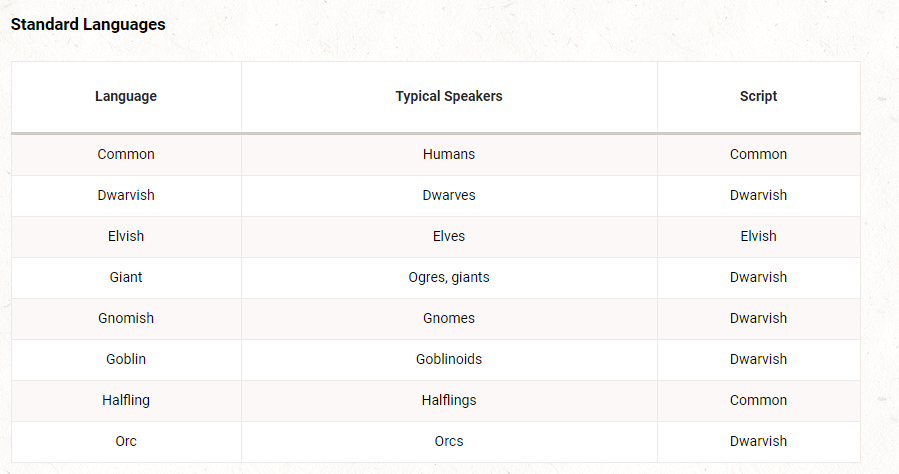 Standard Languages
Language Typical Speakers Script
Common Humans Common
Dwarvish Dwarves Dwarvish
Elvish Elves Elvish
Giant Ogres, giants Dwarvish
Gnomish Gnomes Dwarvish
Goblin Goblinoids Dwarvish
Halfling Halflings Common
Orc Orcs Dwarvish